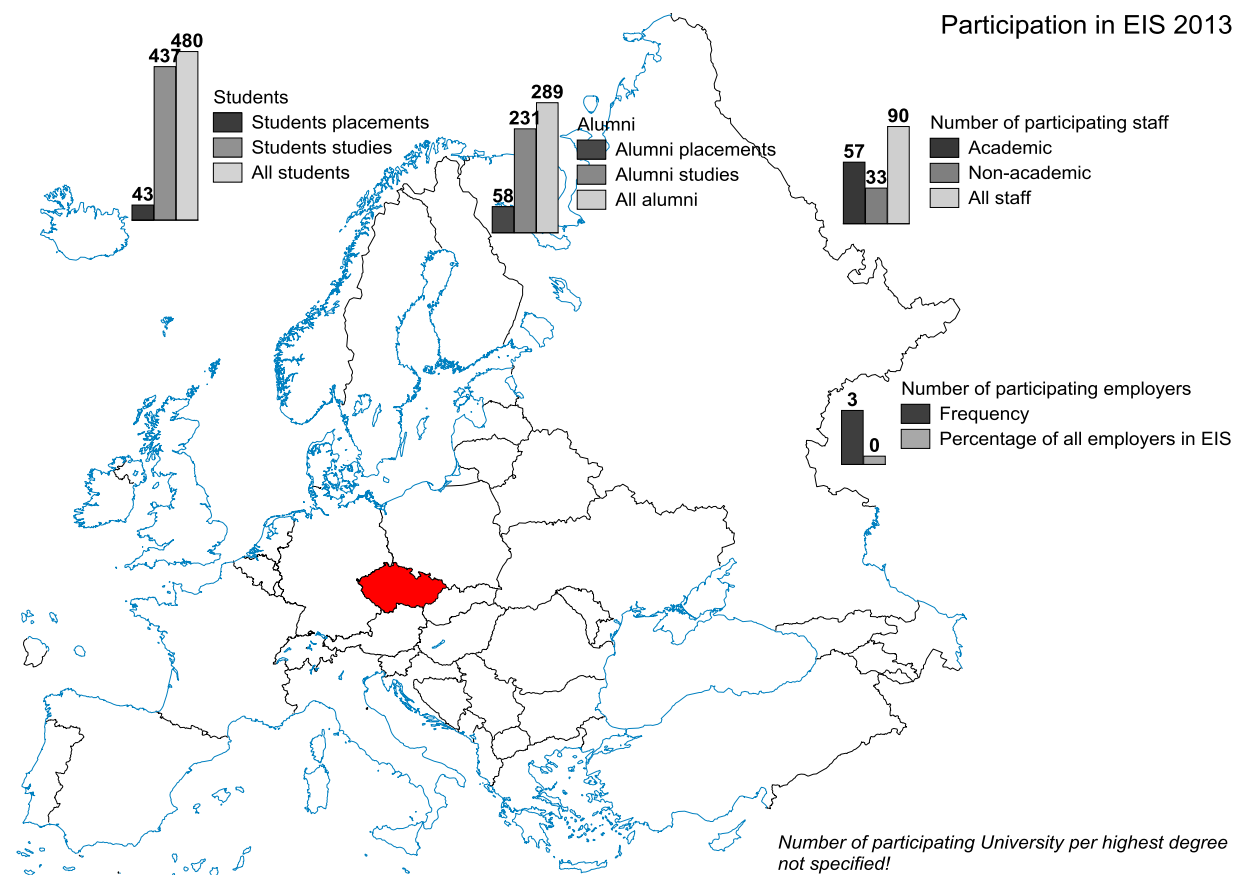 Participation in EIS 2013
480
437
43
Students
Students placements
Students studies
All students
289
231
58
Alumni
Alumni placements
Alumni studies
All alumni
90
57
33
Number of participating staff
Academic
Non-academic
All staff
3
0
Number of participating employers
Frequency
Percentage of all employers in EIS
Number of participating University per highest degree
not specified!